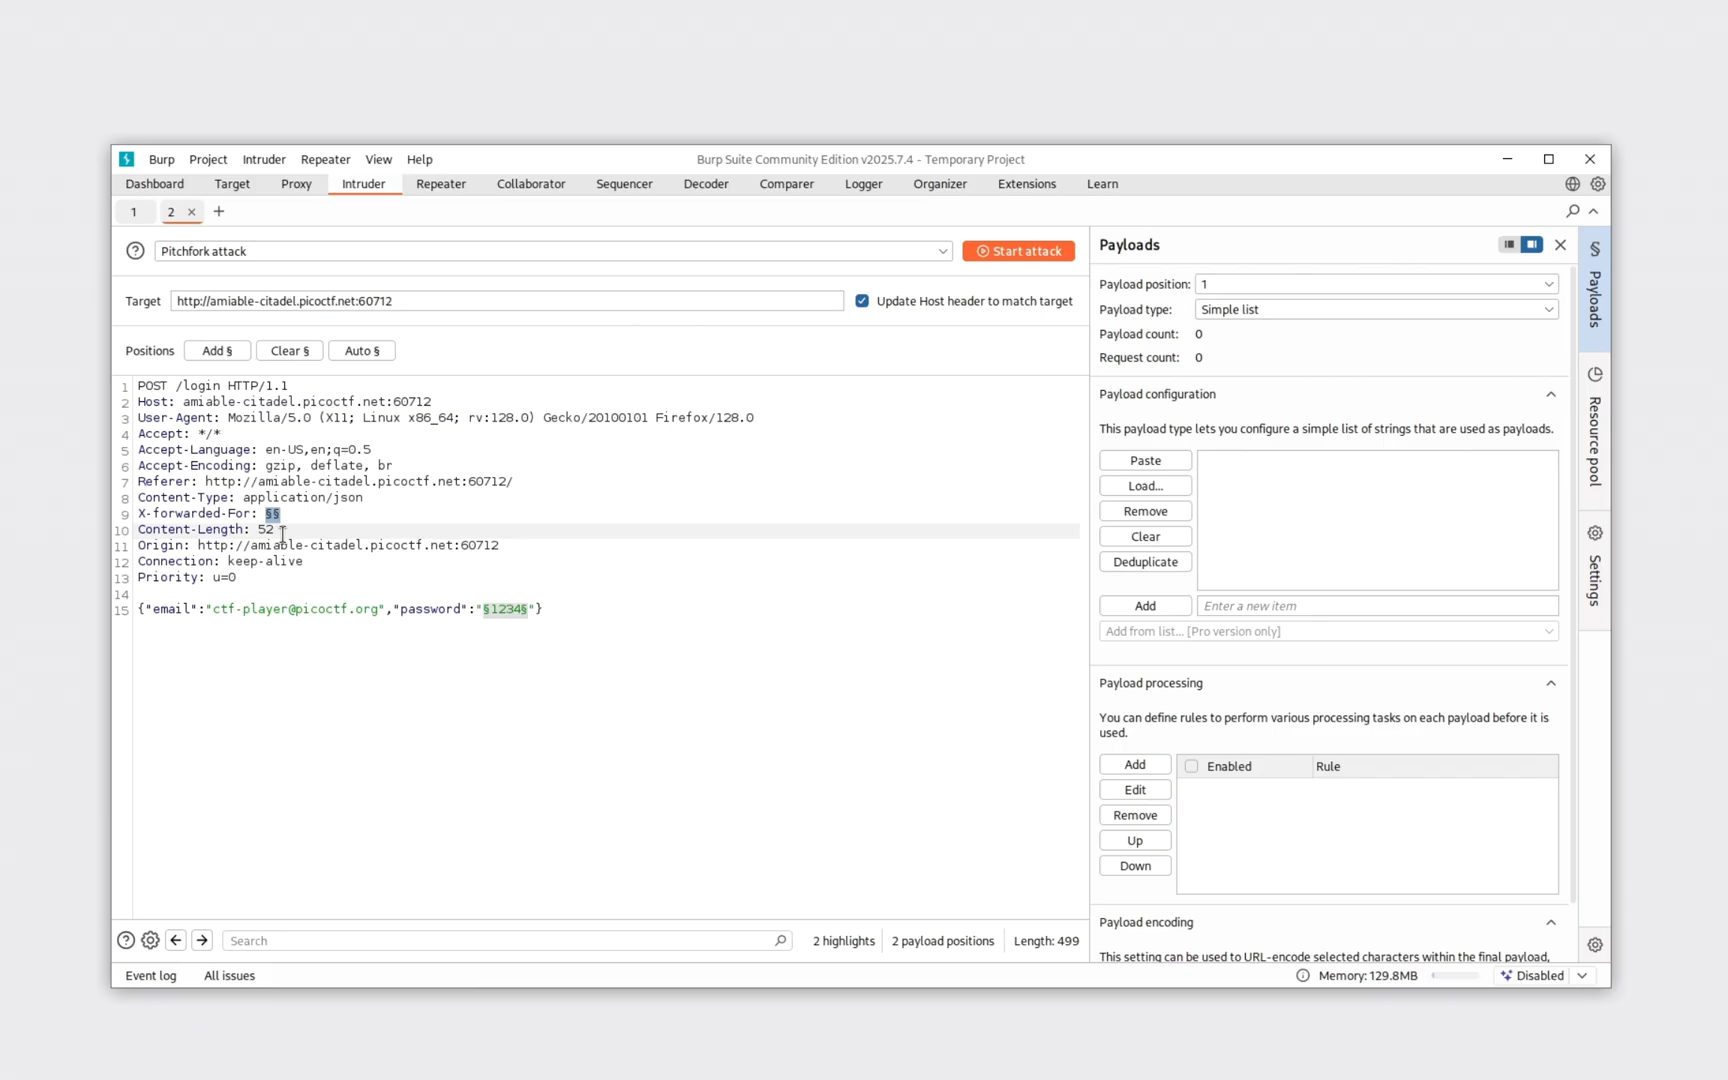 Burp Project Intruder Repeater View Help
Burp Suite Community Edition v2025.7.4 - Temporary Project
Dashboard Target Proxy Intruder Repeater Collaborator Sequencer Decoder Comparer Logger Organizer Extensions Learn
1 2 × +
Pitchfork attack
Start attack
Target http://amiable-citadel.picoctf.net:60712
Update Host header to match target
Positions Add § Clear § Auto §
1 POST /login HTTP/1.1
2 Host: amiable-citadel.picoctf.net:60712
3 User-Agent: Mozilla/5.0 (X11; Linux x86_64; rv:128.0) Gecko/20100101 Firefox/128.0
4 Accept: */*
5 Accept-Language: en-US,en;q=0.5
6 Accept-Encoding: gzip, deflate, br
7 Referer: http://amiable-citadel.picoctf.net:60712/
8 Content-Type: application/json
9 X-forwarded-For: §§
10 Content-Length: 52
11 Origin: http://amiable-citadel.picoctf.net:60712
12 Connection: keep-alive
13 Priority: u=0
14
15 {"email":"ctf-player@picoctf.org","password":"§1234§"}
Search
2 highlights 2 payload positions Length: 499
Payloads
Payload position: 1
Payload type: Simple list
Payload count: 0
Request count: 0
Payload configuration
This payload type lets you configure a simple list of strings that are used as payloads.
Paste
Load...
Remove
Clear
Deduplicate
Add Enter a new item
Add from list... [Pro version only]
Payload processing
You can define rules to perform various processing tasks on each payload before it is
used.
Add
Edit
Remove
Up
Down
Enabled Rule
Payload encoding
This setting can be used to URL-encode selected characters within the final payload,
§ Payloads
Resource pool
Settings
Event log All issues
Memory: 129.8MB
Disabled